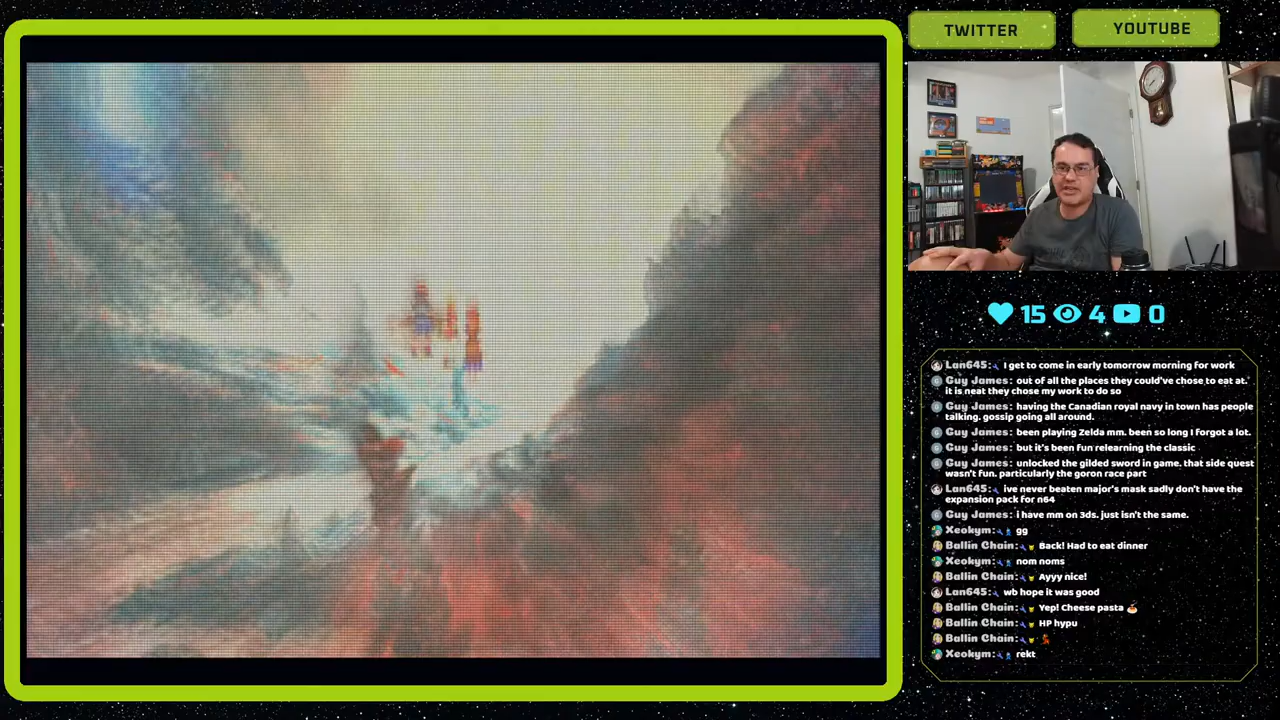 TWITTER
YOUTUBE
15 4 0
Lan645: I get to come in early tomorrow morning for work
Guy James: out of all the places they could've chose to eat at.
it is neat they chose my work to do so
Guy James: having the Canadian royal navy in town has people
talking. gossip going all around.
Guy James: been playing Zelda mm. been so long I forgot a lot.
Guy James: but it's been fun relearning the classic
Guy James: unlocked the gilded sword in game. that side quest
wasn't fun. particularly the goron race part
Lan645: ive never beaten major's mask sadly don't have the
expansion pack for n64
Guy James: i have mm on 3ds. just isn't the same.
Xeokym: gg
Ballin Chain: Back! Had to eat dinner
Xeokym: nom noms
Ballin Chain: Ayyy nice!
Lan645: wb hope it was good
Ballin Chain: Yep! Cheese pasta 🍝
Ballin Chain: HP hypu
Ballin Chain: 💃
Xeokym: rekt